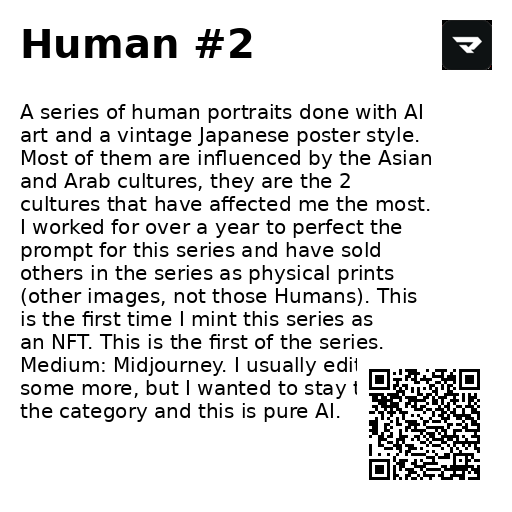 Human #2
A series of human portraits done with AI
art and a vintage Japanese poster style.
Most of them are influenced by the Asian
and Arab cultures, they are the 2
cultures that have affected me the most.
I worked for over a year to perfect the
prompt for this series and have sold
others in the series as physical prints
(other images, not those Humans). This
is the first time I mint this series as
an NFT. This is the first of the series.
Medium: Midjourney. I usually edit
some more, but I wanted to stay
the category and this is pure AI.